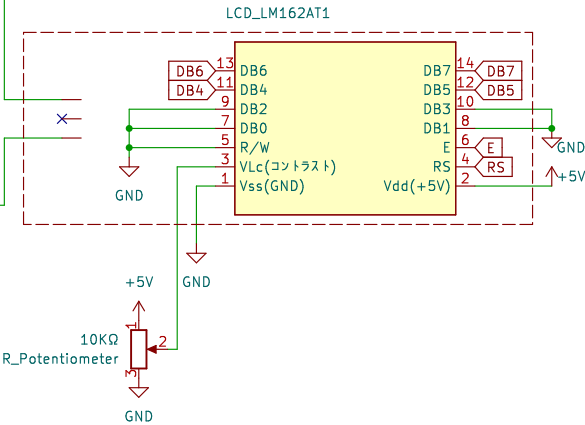 LCD_LM162AT1
DB6 13 DB6 DB7 14 DB7
DB4 11 DB4 DB5 12 DB5
9 DB2 DB3 10
7 DB0 DB1 8
5 R/W E 6 E
3 VLc(コントラスト) RS 4 RS
1 Vss(GND) Vdd(+5V) 2
GND
GND
+5V
GND
+5V
1
10KΩ
2
R_Potentiometer
3
GND